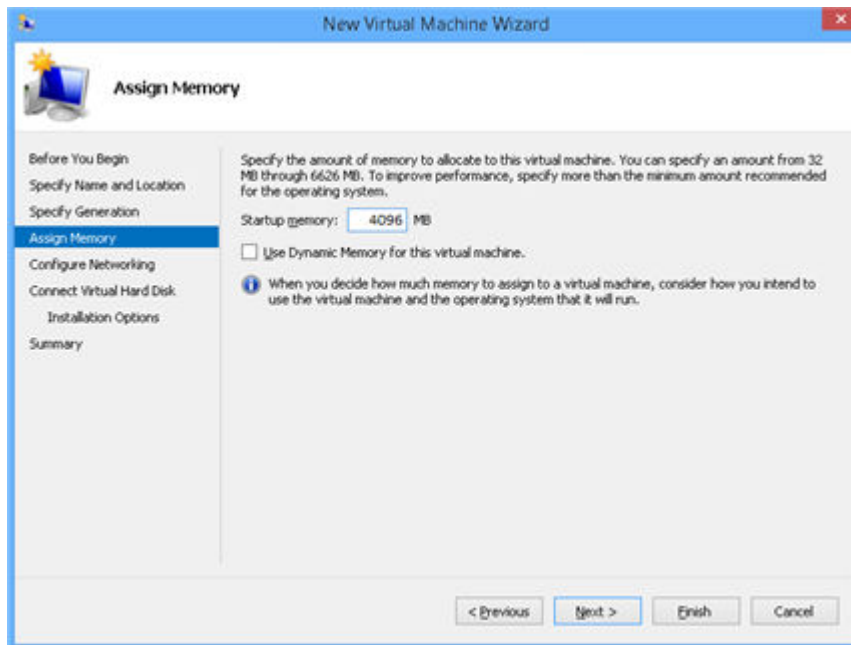 New Virtual Machine Wizard
Assign Memory
Before You Begin
Specify Name and Location
Specify Generation
Assign Memory
Configure Networking
Connect Virtual Hard Disk
Installation Options
Summary
Specify the amount of memory to allocate to this virtual machine. You can specify an amount from 32
MB through 6626 MB. To improve performance, specify more than the minimum amount recommended
for the operating system.
Startup memory: 4096 MB
Use Dynamic Memory for this virtual machine.
When you decide how much memory to assign to a virtual machine, consider how you intend to
use the virtual machine and the operating system that it will run.
< Previous Next > Finish Cancel